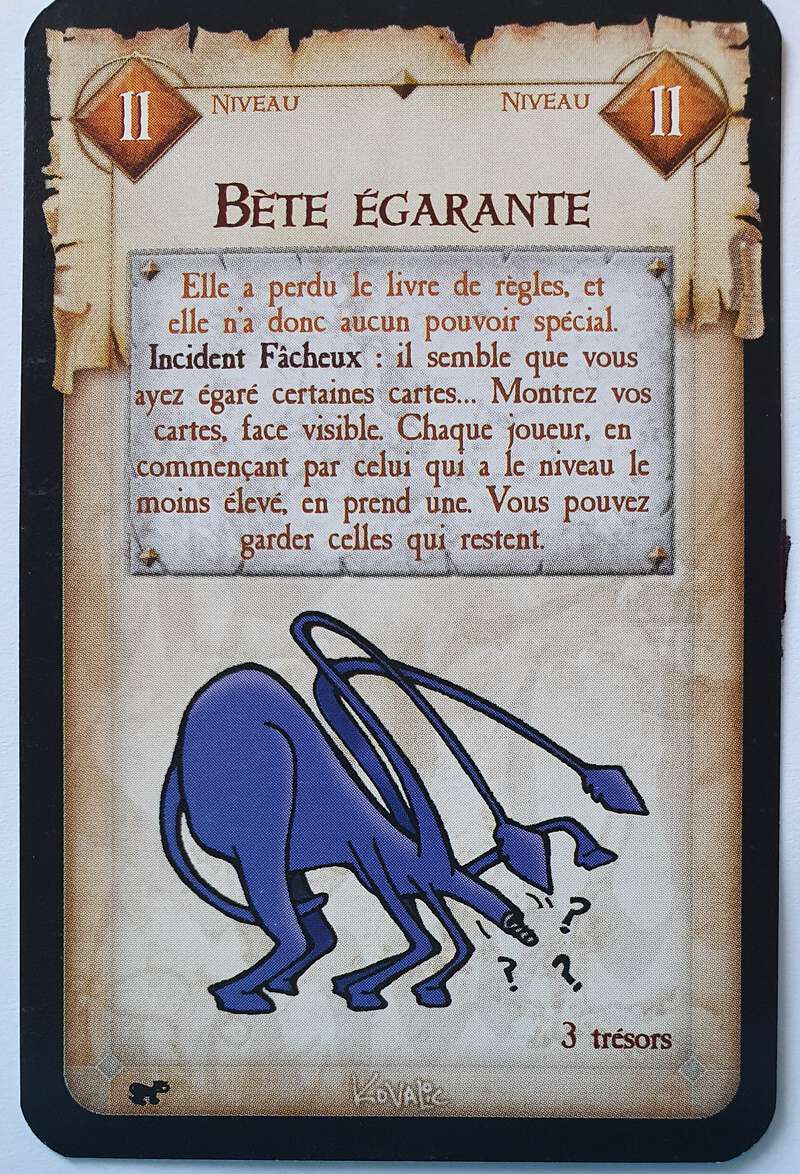 11 Niveau Niveau 11
Bête égarante
Elle a perdu le livre de règles, et
elle n'a donc aucun pouvoir spécial.
Incident Fâcheux : il semble que vous
ayez égaré certaines cartes... Montrez vos
cartes, face visible. Chaque joueur, en
commençant par celui qui a le niveau le
moins élevé, en prend une. Vous pouvez
garder celles qui restent.
?
? ?
3 trésors
Kovalic